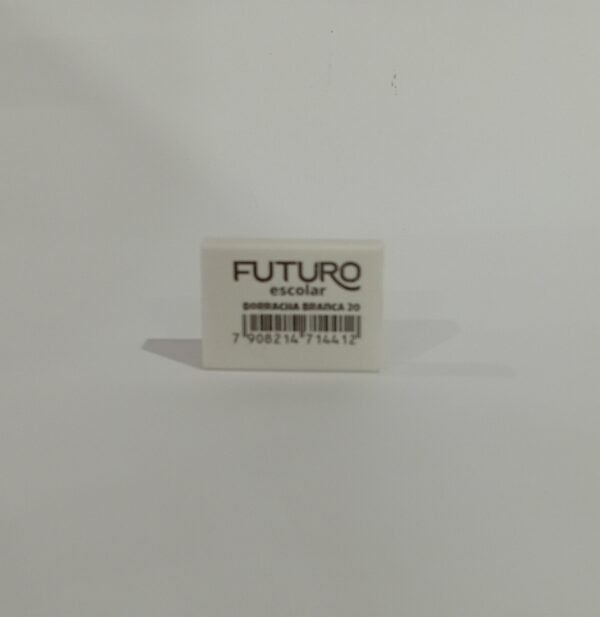 FUTURO
escolar
BORRACHA BRANCA 20
7 908214 714412